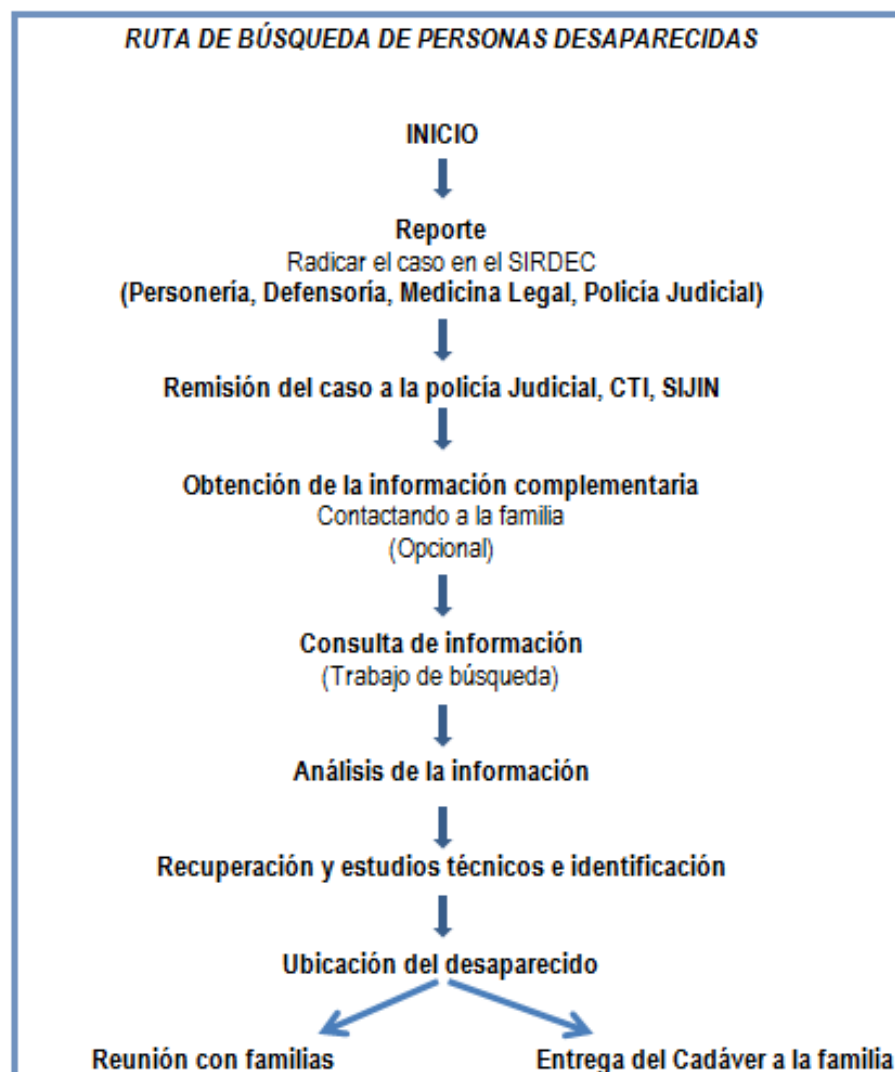 RUTA DE BÚSQUEDA DE PERSONAS DESAPARECIDAS
INICIO
Reporte
Radicar el caso en el SIRDEC
(Personería, Defensoría, Medicina Legal, Policía Judicial)
Remisión del caso a la policía Judicial, CTI, SIJIN
Obtención de la información complementaria
Contactando a la familia
(Opcional)
Consulta de información
(Trabajo de búsqueda)
Análisis de la información
Recuperación y estudios técnicos e identificación
Ubicación del desaparecido
Reunión con familias
Entrega del Cadáver a la familia